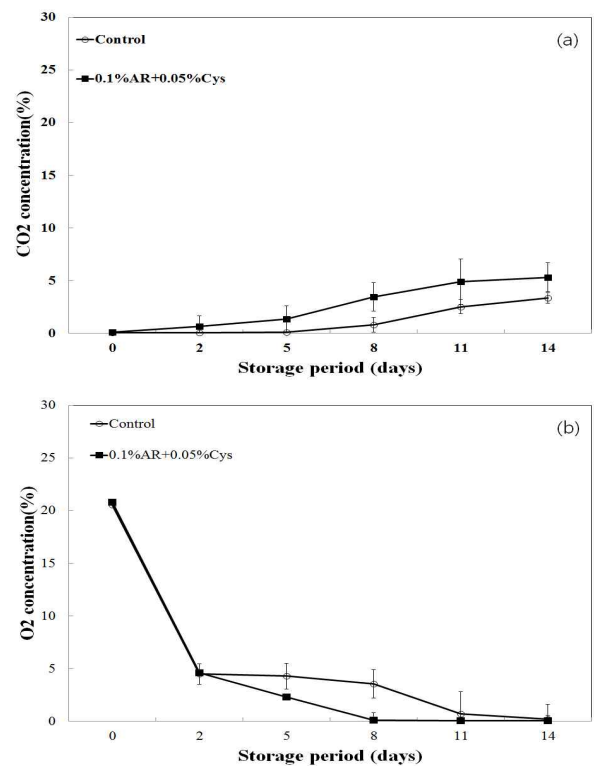 30
25
20
15
10
5
0
CO2 concentration(%)
Control
0.1%AR+0.05%Cys
(a)
0 2 5 8 11 14
Storage period (days)
30
25
20
15
10
5
0
O2 concentration(%)
Control
0.1%AR+0.05%Cys
(b)
0 2 5 8 11 14
Storage period (days)